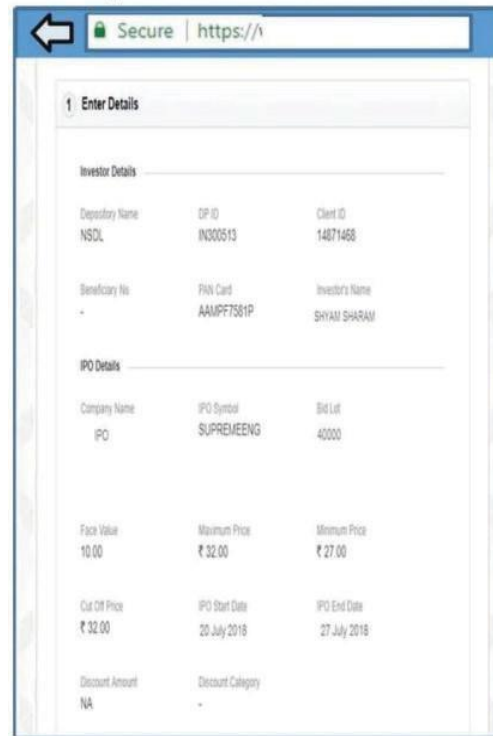 Secure | https://
1 Enter Details
Investor Details
Depository Name DP ID Client ID
NSDL IN300513 14871468
Beneficiary No PAN Card Investor's Name
- AAMPF7581P SHYAM SHARAM
IPO Details
Company Name IPO Symbol Bid Lot
IPO SUPREMEENG 40000
Face Value Maximum Price Minimum Price
10.00 ₹ 32.00 ₹ 27.00
Cut Off Price IPO Start Date IPO End Date
₹ 32.00 20 July 2018 27 July 2018
Discount Amount Discount Category
NA -